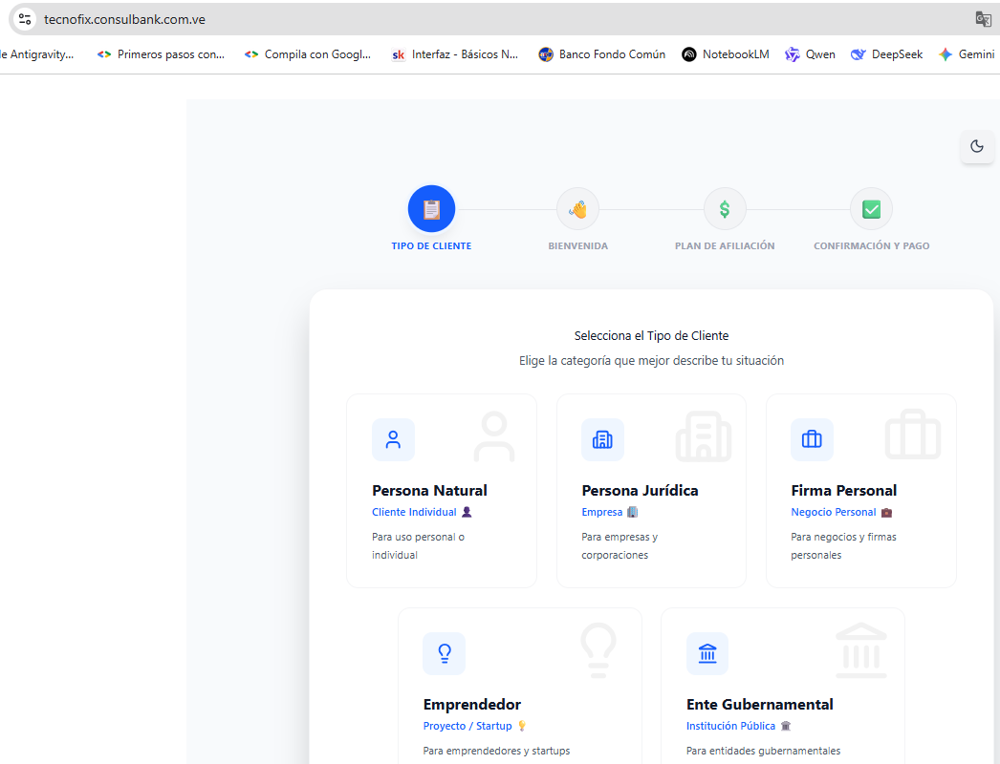 tecnofix.consulbank.com.ve
e Antigravity... Primeros pasos con... Compila con Googl... sk Interfaz - Básicos N... Banco Fondo Común NotebookLM Qwen DeepSeek Gemini
TIPO DE CLIENTE BIENVENIDA PLAN DE AFILIACIÓN CONFIRMACIÓN Y PAGO
Selecciona el Tipo de Cliente
Elige la categoría que mejor describe tu situación
Persona Natural
Cliente Individual
Para uso personal o
individual
Persona Jurídica
Empresa
Para empresas y
corporaciones
Firma Personal
Negocio Personal
Para negocios y firmas
personales
Emprendedor
Proyecto / Startup
Para emprendedores y startups
Ente Gubernamental
Institución Pública
Para entidades gubernamentales